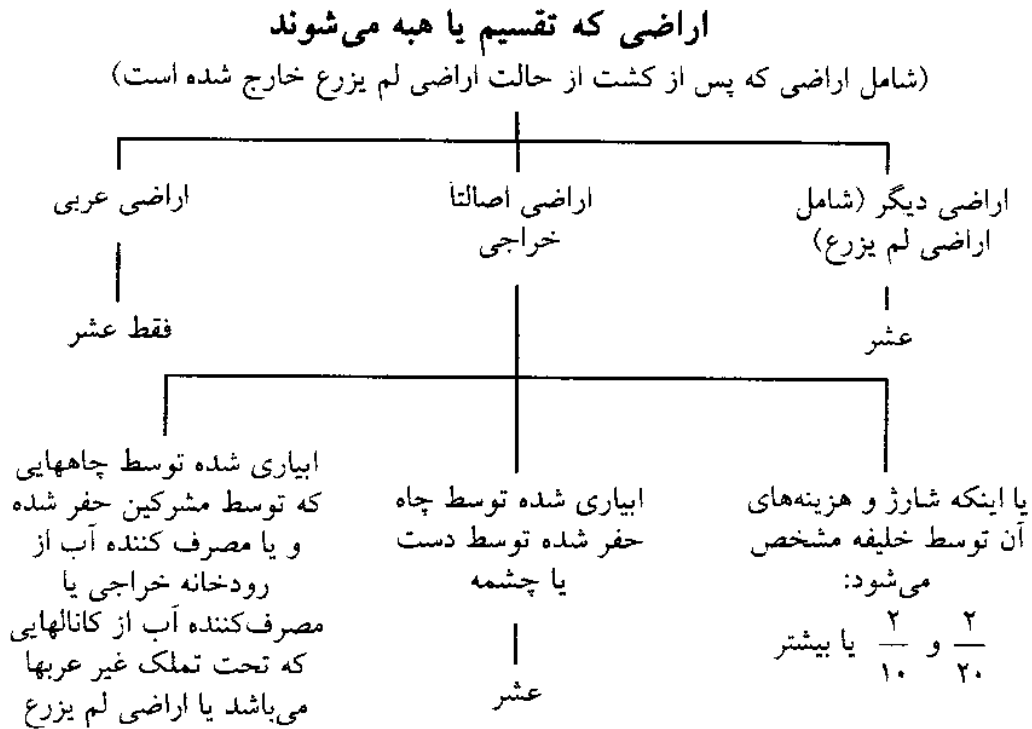 اراضی که تقسیم یا هبه می‌شوند
(شامل اراضی که پس از کشت از حالت اراضی لم یزرع خارج شده است)
اراضی دیگر (شامل
اراضی لم یزرع)
عشر
اراضی اصالتاً
خراجی
اراضی عربی
فقط عشر
یا اینکه شارژ و هزینه‌های
آن توسط خلیفه مشخص
می‌شود:
۲/۲۰ و ۲/۱۰ یا بیشتر
ابیاری شده توسط چاه
حفر شده توسط دست
یا چشمه
عشر
ابیاری شده توسط چاههایی
که توسط مشرکین حفر شده
و یا مصرف کننده آب از
رودخانه خراجی یا
مصرف‌کننده آب از کانالهایی
که تحت تملک غیر عربها
می‌باشد یا اراضی لم یزرع